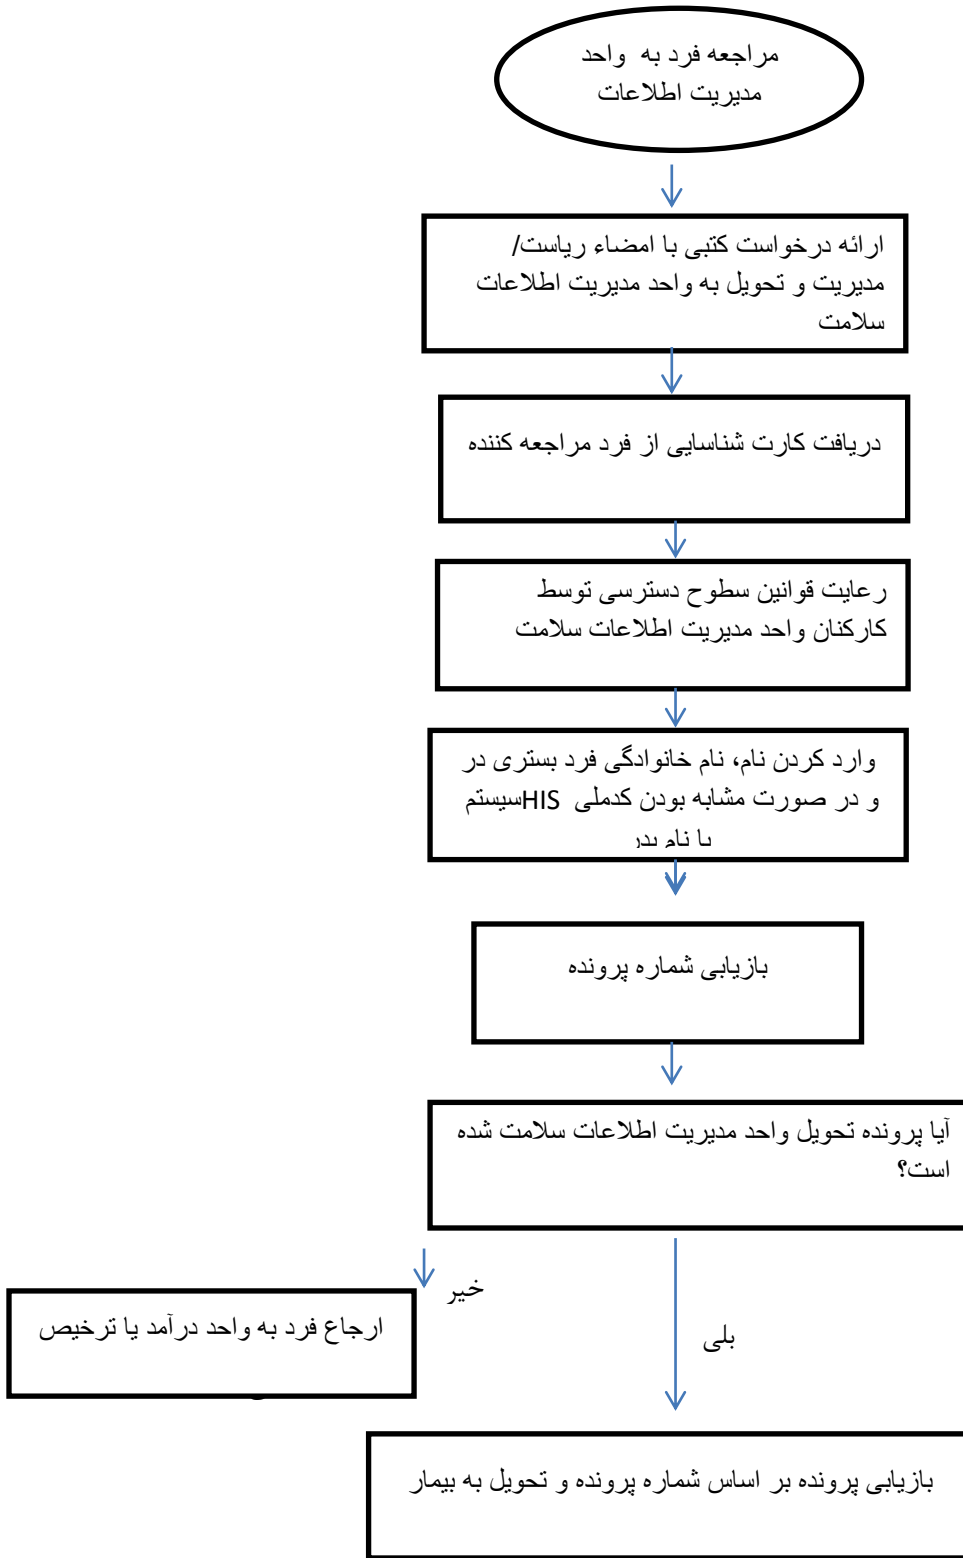 مراجعه فرد به واحد
مدیریت اطلاعات
ارائه درخواست کتبی با امضاء ریاست/
مدیریت و تحویل به واحد مدیریت اطلاعات
سلامت
دریافت کارت شناسایی از فرد مراجعه کننده
رعایت قوانین سطوح دسترسی توسط
کارکنان واحد مدیریت اطلاعات سلامت
وارد کردن نام، نام خانوادگی فرد بستری در
و در صورت مشابه بودن کدملی HISسیستم
با نام پدر
بازیابی شماره پرونده
آیا پرونده تحویل واحد مدیریت اطلاعات سلامت شده
است؟
خیر
ارجاع فرد به واحد درآمد یا ترخیص
بلی
بازیابی پرونده بر اساس شماره پرونده و تحویل به بیمار